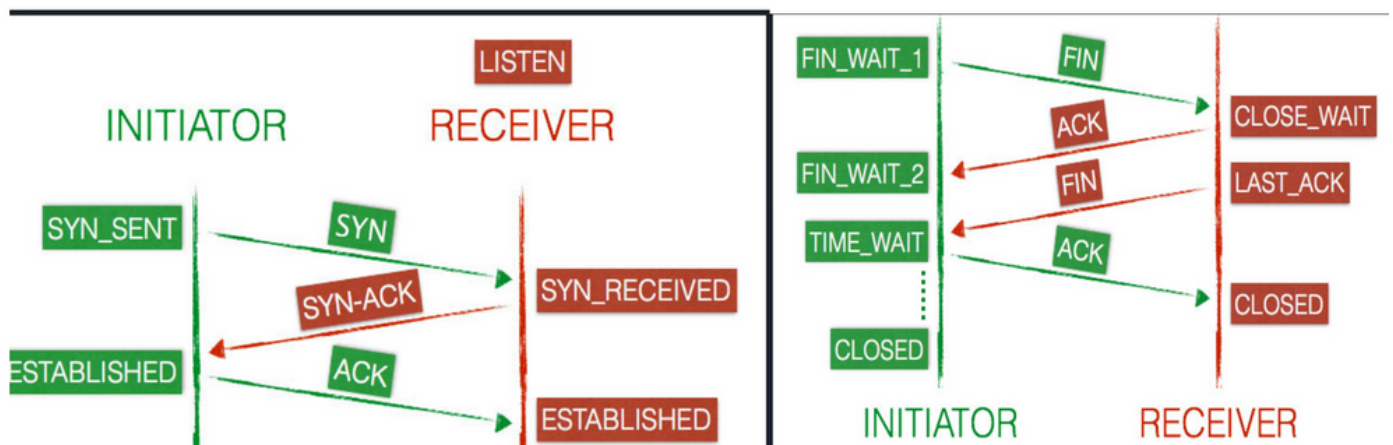 LISTEN
INITIATOR RECEIVER
SYN_SENT
SYN
SYN_RECEIVED
SYN-ACK
ESTABLISHED
ACK
ESTABLISHED
FIN_WAIT_1
FIN
CLOSE_WAIT
ACK
FIN_WAIT_2
LAST_ACK
FIN
TIME_WAIT
ACK
CLOSED
CLOSED
INITIATOR RECEIVER